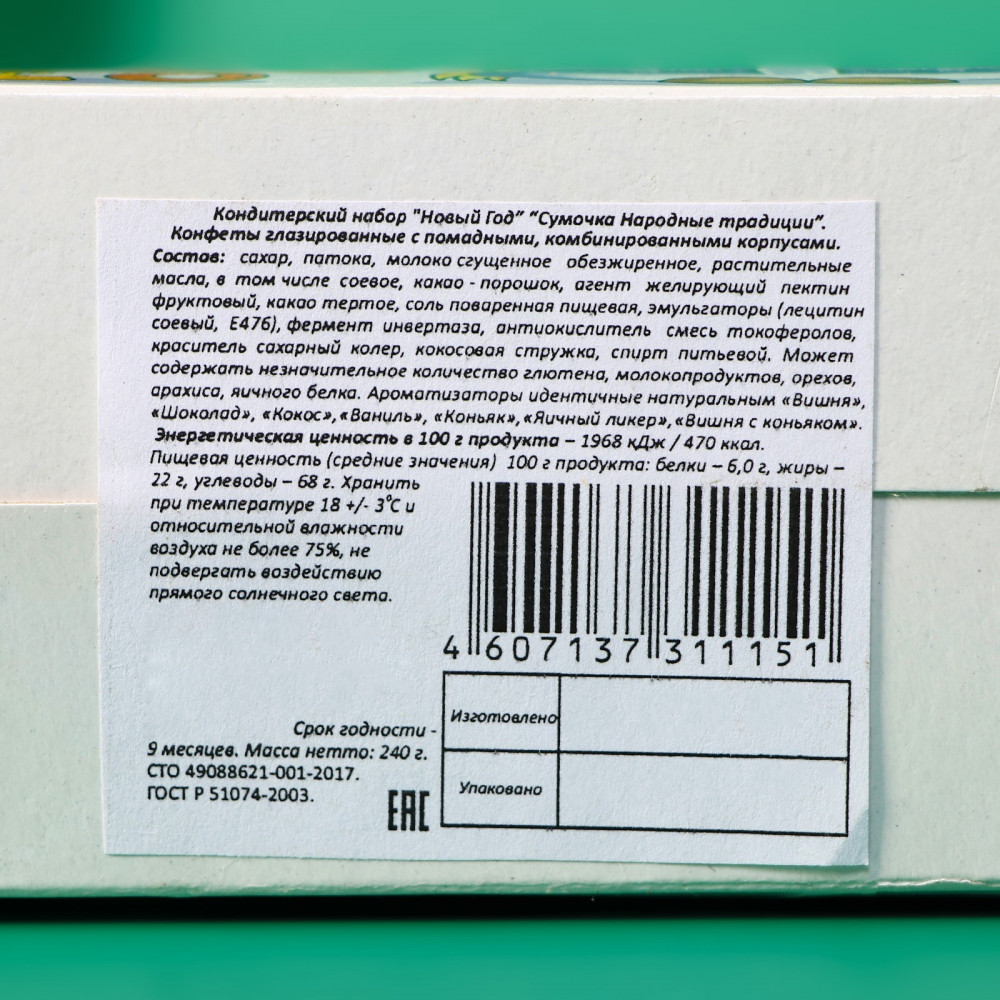 Кондитерский набор "Новый Год" "Сумочка Народные традиции".
Конфеты глазированные с помадными, комбинированными корпусами.
Состав: сахар, патока, молоко сгущенное обезжиренное, растительные
масла, в том числе соевое, какао - порошок, агент желирующий пектин
фруктовый, какао тертое, соль поваренная пищевая, эмульгаторы (лецитин
соевый, Е476), фермент инвертаза, антиокислитель смесь токоферолов,
краситель сахарный колер, кокосовая стружка, спирт питьевой. Может
содержать незначительное количество глютена, молокопродуктов, орехов,
арахиса, яичного белка. Ароматизаторы идентичные натуральным «Вишня»,
«Шоколад», «Кокос», «Ваниль», «Коньяк», «Яичный ликер», «Вишня с коньяком».
Энергетическая ценность в 100 г продукта – 1968 кДж / 470 ккал.
Пищевая ценность (средние значения) 100 г продукта: белки – 6,0 г, жиры –
22 г, углеводы – 68 г. Хранить
при температуре 18 +/- 3°С и
относительной влажности
воздуха не более 75%, не
подвергать воздействию
прямого солнечного света.
4 607137 311151
Срок годности -
9 месяцев. Масса нетто: 240 г.
СТО 49088621-001-2017.
ГОСТ Р 51074-2003.
EAC
Изготовлено
Упаковано